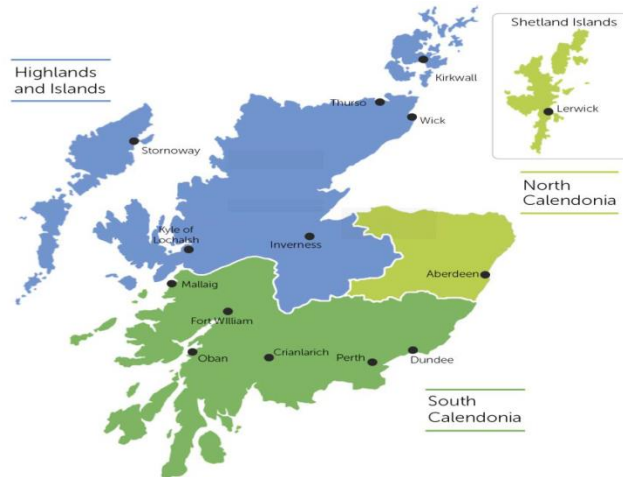 Shetland Islands
Highlands
and Islands
Kirkwall
Thurso
Wick
Lerwick
Stornoway
North
Calendonia
Kyle of
Lochalsh
Inverness
Aberdeen
Mallaig
Fort William
Oban
Crianlarich
Perth
Dundee
South
Calendonia